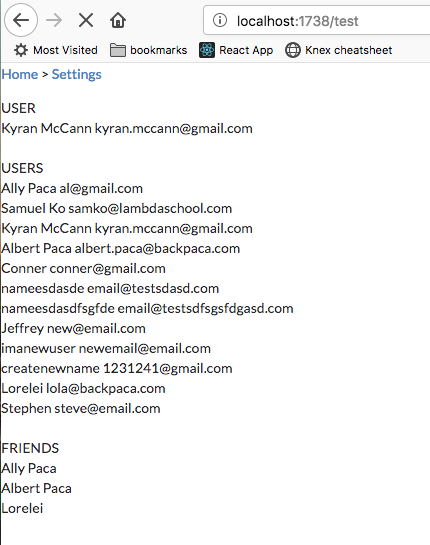 localhost:1738/test
Most Visited bookmarks React App Knex cheatsheet
Home > Settings
USER
Kyran McCann kyran.mccann@gmail.com
USERS
Ally Paca al@gmail.com
Samuel Ko samko@lambdaschool.com
Kyran McCann kyran.mccann@gmail.com
Albert Paca albert.paca@backpaca.com
Conner conner@gmail.com
nameesdasde email@testsdasd.com
nameesdasdfsgfde email@testsdfsgsfdgasd.com
Jeffrey new@email.com
imanewuser newemail@email.com
createnewname 1231241@gmail.com
Lorelei lola@backpaca.com
Stephen steve@email.com
FRIENDS
Ally Paca
Albert Paca
Lorelei